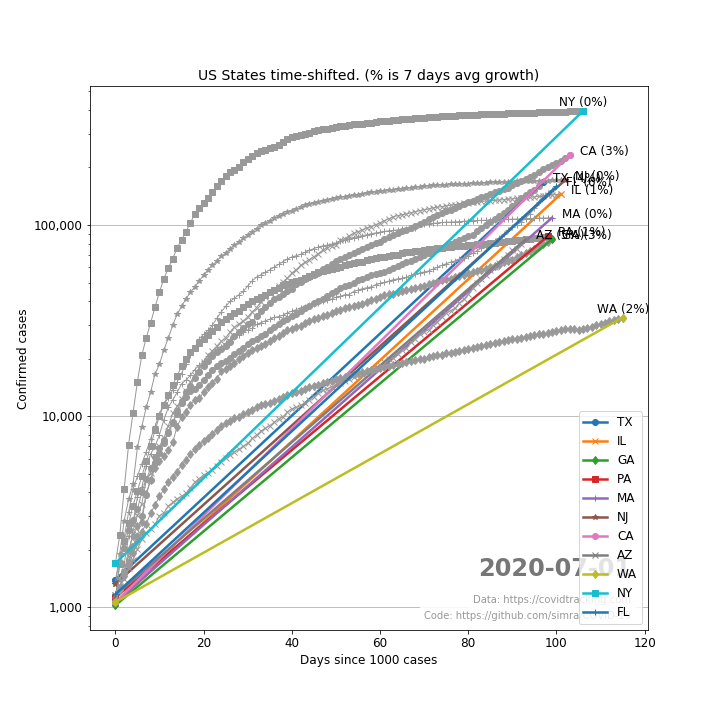 US States time-shifted. (% is 7 days avg growth)
NY (0%)
CA (3%)
TX
NJ (0%)
IL (1%)
MA (0%)
AZ
WA (2%)
100,000
10,000
1,000
Confirmed cases
0 20 40 60 80 100 120
Days since 1000 cases
TX
IL
GA
PA
MA
NJ
CA
AZ
WA
NY
FL
2020-07-01
Data: https://covidtra
Code: https://github.com/simra